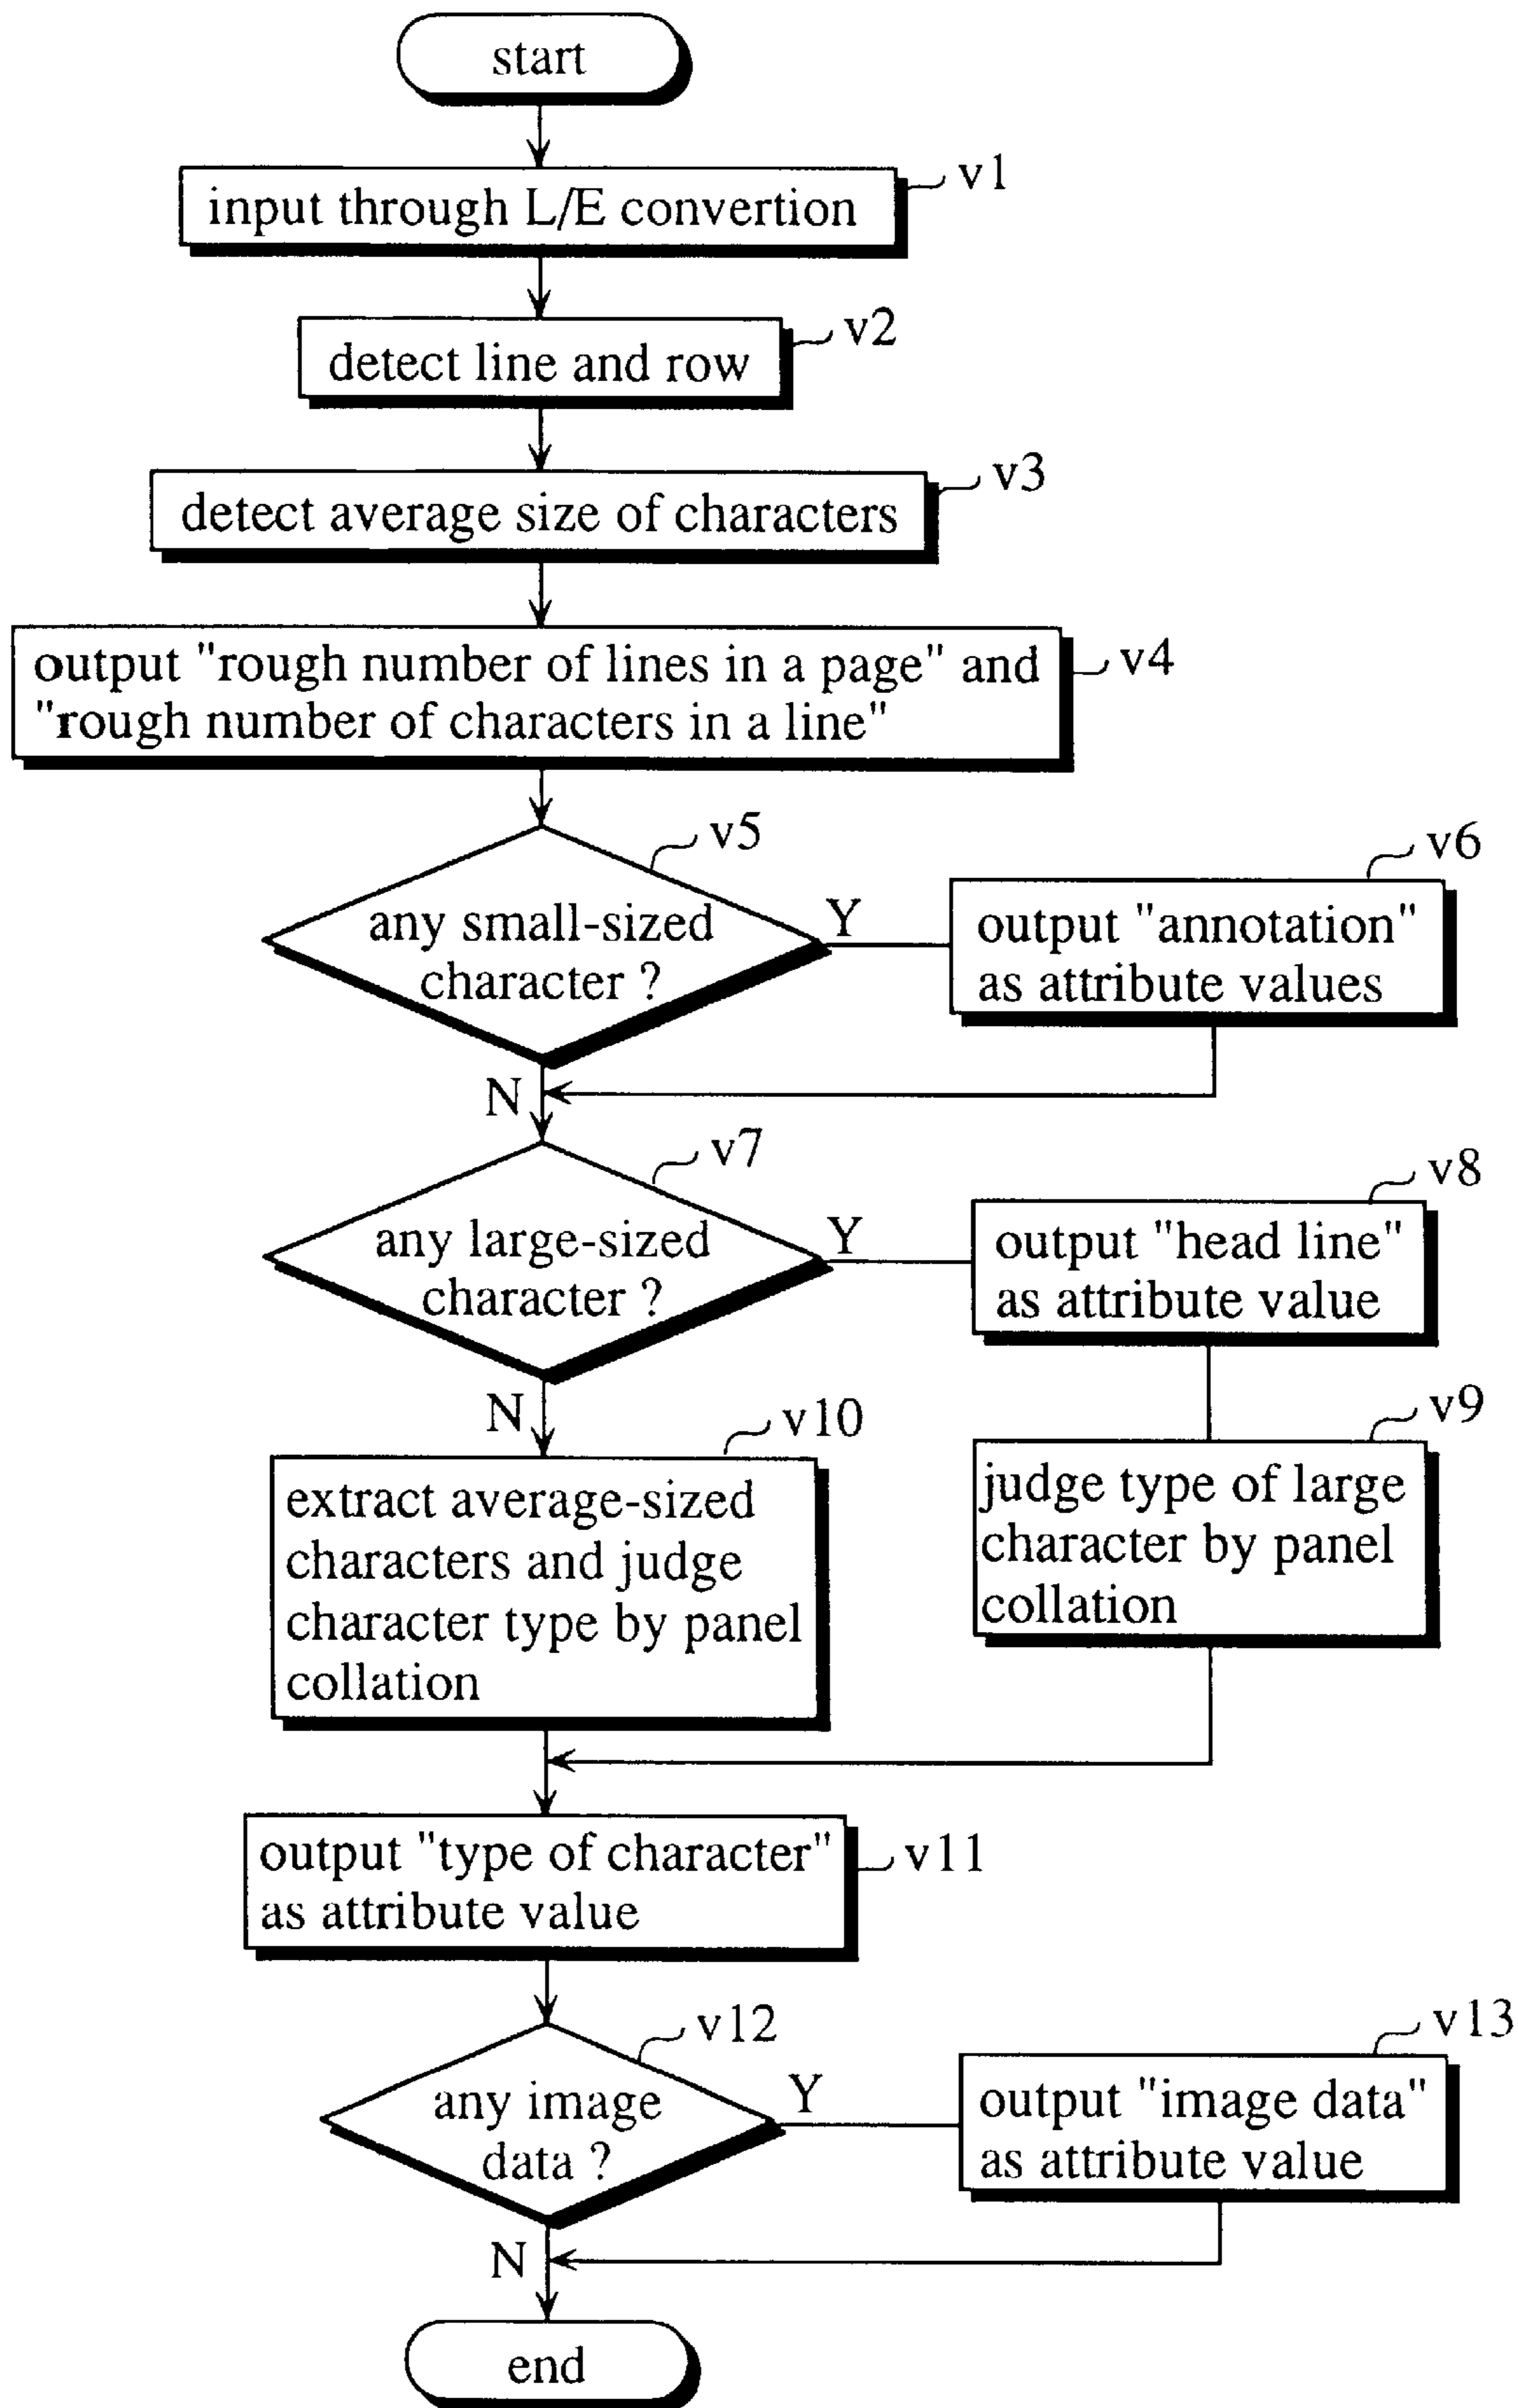 start
input through L/E convertion
v1
detect line and row
v2
detect average size of characters
v3
output "rough number of lines in a page" and
"rough number of characters in a line"
v4
any small-sized
character ?
v5
Y
output "annotation"
as attribute values
v6
N
any large-sized
character ?
v7
Y
output "head line"
as attribute value
v8
judge type of large
character by panel
collation
v9
N
extract average-sized
characters and judge
character type by panel
collation
v10
output "type of character"
as attribute value
v11
any image
data ?
v12
Y
output "image data"
as attribute value
v13
N
end